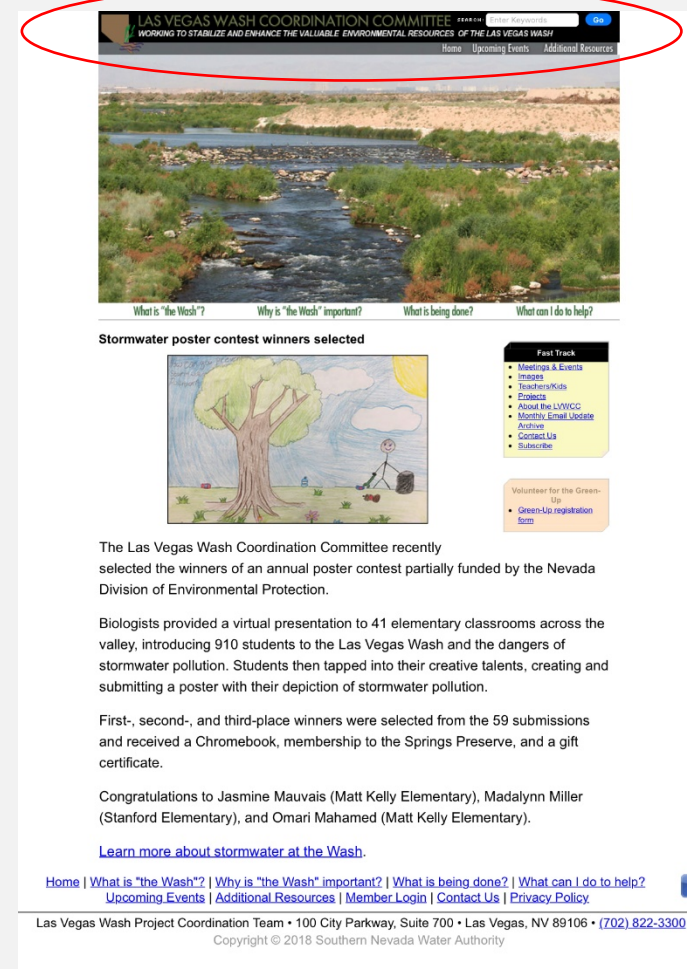 LAS VEGAS WASH COORDINATION COMMITTEE SEARCH: Enter Keywords Go
WORKING TO STABILIZE AND ENHANCE THE VALUABLE ENVIRONMENTAL RESOURCES OF THE LAS VEGAS WASH
Home Upcoming Events Additional Resources
What is "the Wash"? Why is "the Wash" important? What is being done? What can I do to help?
Stormwater poster contest winners selected
Fast Track
• Meetings & Events
• Images
• Teachers/Kids
• Projects
• About the LVWCC
• Monthly Email Update
Archive
• Contact Us
• Subscribe
Volunteer for the Green-
Up
• Green-Up registration
form
The Las Vegas Wash Coordination Committee recently
selected the winners of an annual poster contest partially funded by the Nevada
Division of Environmental Protection.
Biologists provided a virtual presentation to 41 elementary classrooms across the
valley, introducing 910 students to the Las Vegas Wash and the dangers of
stormwater pollution. Students then tapped into their creative talents, creating and
submitting a poster with their depiction of stormwater pollution.
First-, second-, and third-place winners were selected from the 59 submissions
and received a Chromebook, membership to the Springs Preserve, and a gift
certificate.
Congratulations to Jasmine Mauvais (Matt Kelly Elementary), Madalynn Miller
(Stanford Elementary), and Omari Mahamed (Matt Kelly Elementary).
Learn more about stormwater at the Wash.
Home | What is "the Wash"? | Why is "the Wash" important? | What is being done? | What can I do to help?
Upcoming Events | Additional Resources | Member Login | Contact Us | Privacy Policy
Las Vegas Wash Project Coordination Team • 100 City Parkway, Suite 700 • Las Vegas, NV 89106 • (702) 822-3300
Copyright © 2018 Southern Nevada Water Authority